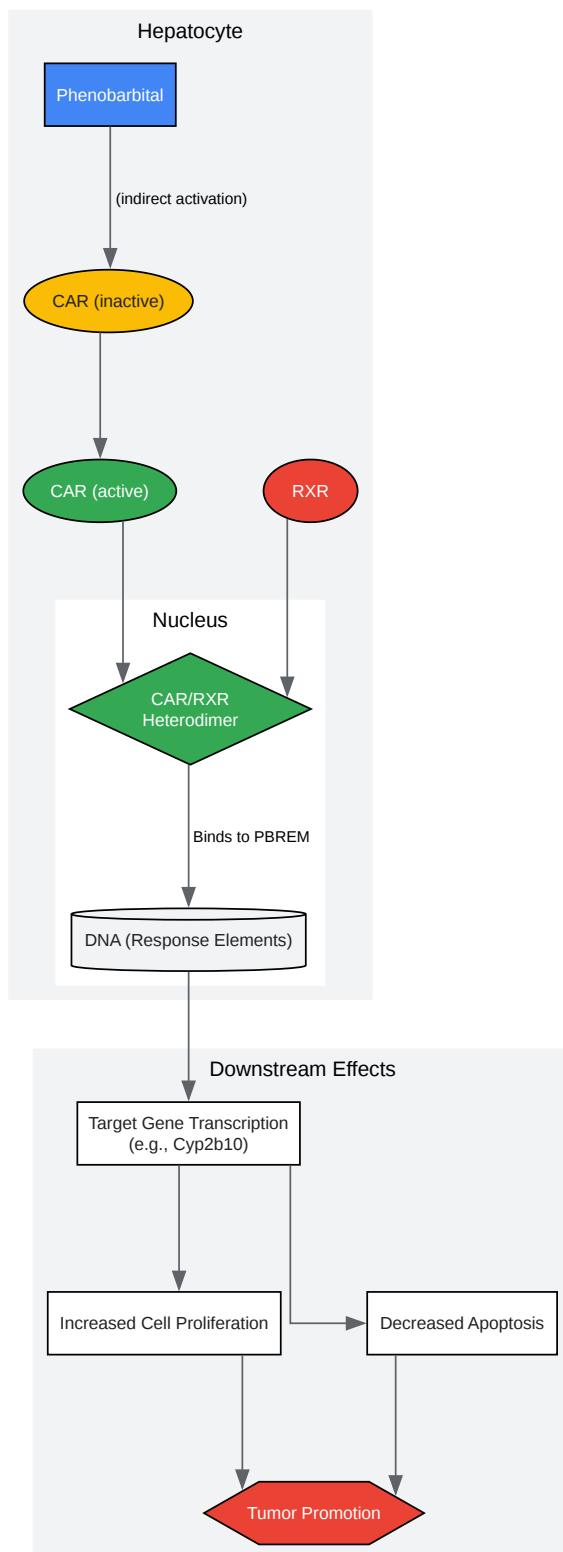 Hepatocyte
Phenobarbital
(indirect activation)
CAR (inactive)
CAR (active)
RXR
Nucleus
CAR/RXR
Heterodimer
Binds to PBREM
DNA (Response Elements)
Downstream Effects
Target Gene Transcription
(e.g., Cyp2b10)
Increased Cell Proliferation
Decreased Apoptosis
Tumor Promotion